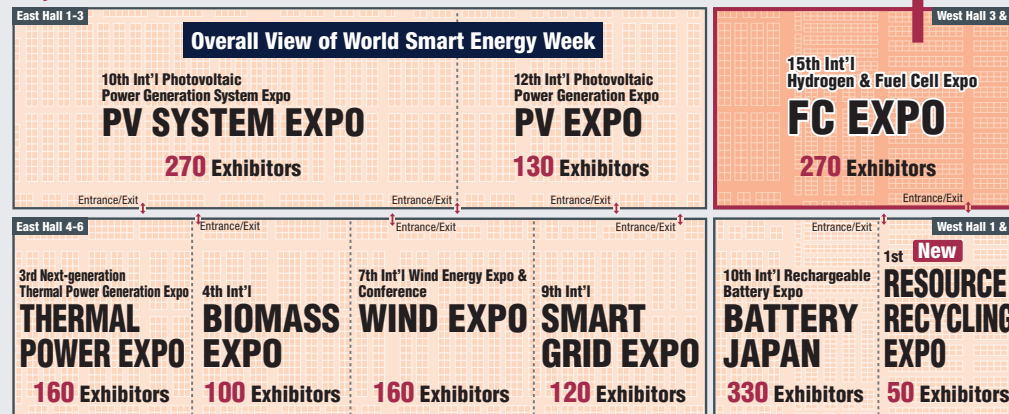 East Hall 1-3
Overall View of World Smart Energy Week
10th Int'l Photovoltaic
Power Generation System Expo
PV SYSTEM EXPO
270 Exhibitors
12th Int'l Photovoltaic
Power Generation Expo
PV EXPO
130 Exhibitors
Entrance/Exit
Entrance/Exit
Entrance/Exit
West Hall 3 &
15th Int'l
Hydrogen & Fuel Cell Expo
FC EXPO
270 Exhibitors
Entrance/Exit
East Hall 4-6
Entrance/Exit
Entrance/Exit
Entrance/Exit
3rd Next-generation
Thermal Power Generation Expo
THERMAL
POWER EXPO
160 Exhibitors
4th Int'l
BIOMASS
EXPO
100 Exhibitors
7th Int'l Wind Energy Expo &
Conference
WIND EXPO
160 Exhibitors
9th Int'l
SMART
GRID EXPO
120 Exhibitors
Entrance/Exit
West Hall 1 &
10th Int'l Rechargeable
Battery Expo
BATTERY
JAPAN
330 Exhibitors
1st New
RESOURCE
RECYCLING
EXPO
50 Exhibitors